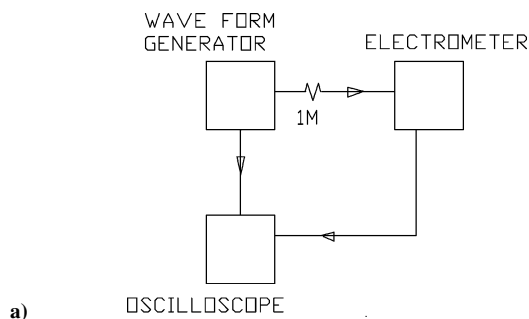 WAVE FORM
GENERATOR
ELECTROMETER
1M
a)
OSCILLOSCOPE